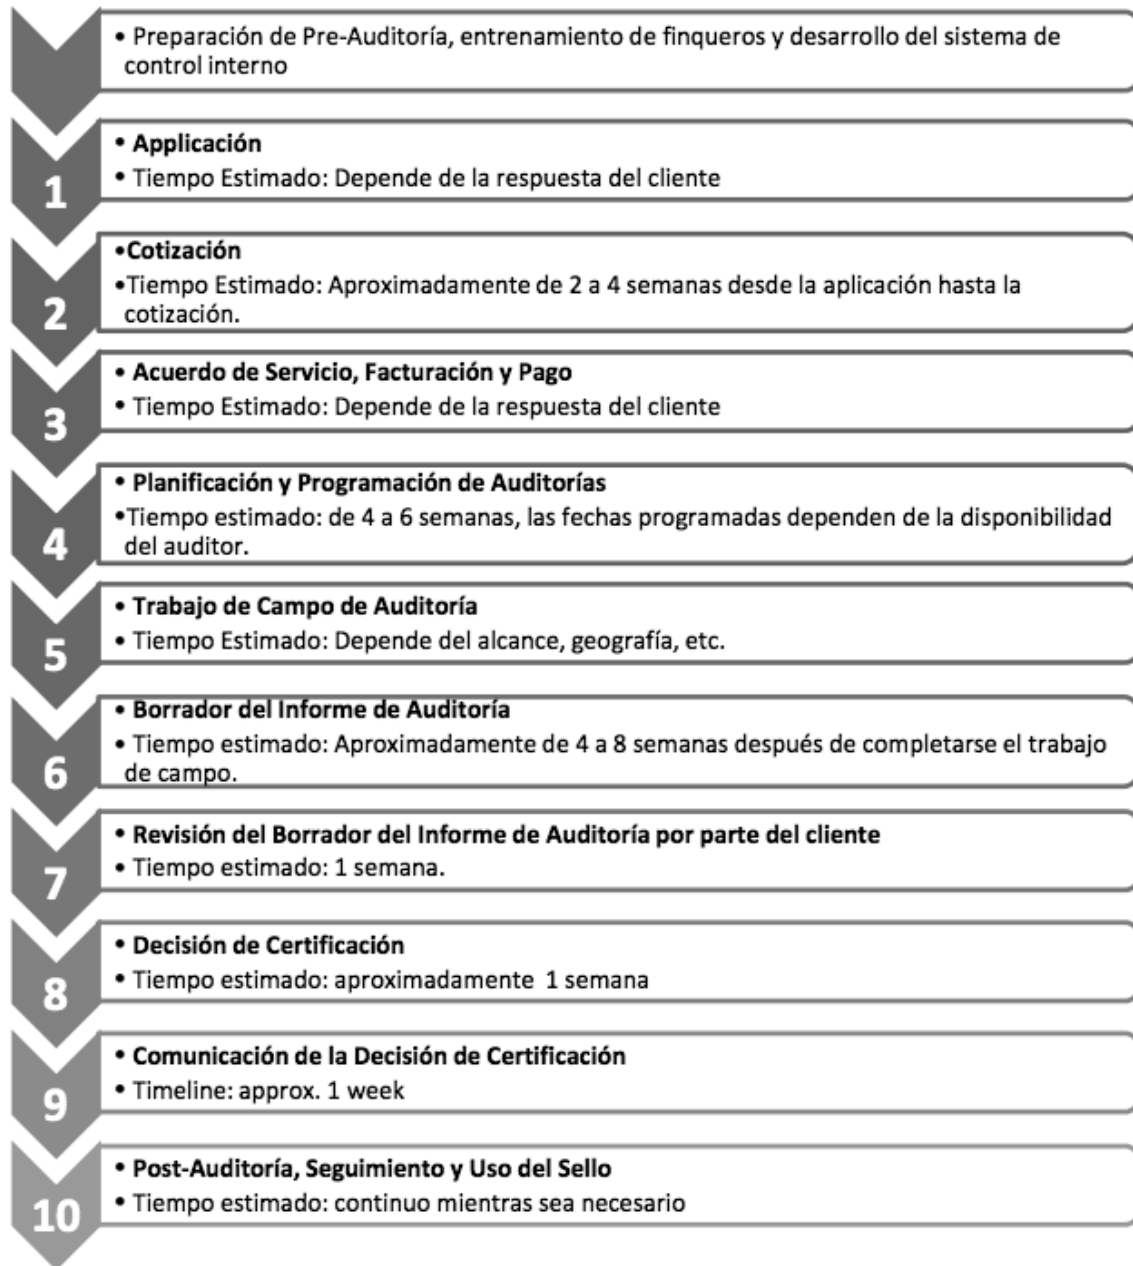 • Preparación de Pre-Auditoría, entrenamiento de finqueros y desarrollo del sistema de
control interno
1
• Applicación
• Tiempo Estimado: Depende de la respuesta del cliente
2
•Cotización
•Tiempo Estimado: Aproximadamente de 2 a 4 semanas desde la aplicación hasta la
cotización.
3
• Acuerdo de Servicio, Facturación y Pago
• Tiempo Estimado: Depende de la respuesta del cliente
4
• Planificación y Programación de Auditorías
•Tiempo estimado: de 4 a 6 semanas, las fechas programadas dependen de la disponibilidad
del auditor.
5
• Trabajo de Campo de Auditoría
• Tiempo Estimado: Depende del alcance, geografía, etc.
6
• Borrador del Informe de Auditoría
• Tiempo estimado: Aproximadamente de 4 a 8 semanas después de completarse el trabajo
de campo.
7
• Revisión del Borrador del Informe de Auditoría por parte del cliente
• Tiempo estimado: 1 semana.
8
• Decisión de Certificación
• Tiempo estimado: aproximadamente  1 semana
9
• Comunicación de la Decisión de Certificación
• Timeline: approx. 1 week
10
• Post-Auditoría, Seguimiento y Uso del Sello
• Tiempo estimado: continuo mientras sea necesario